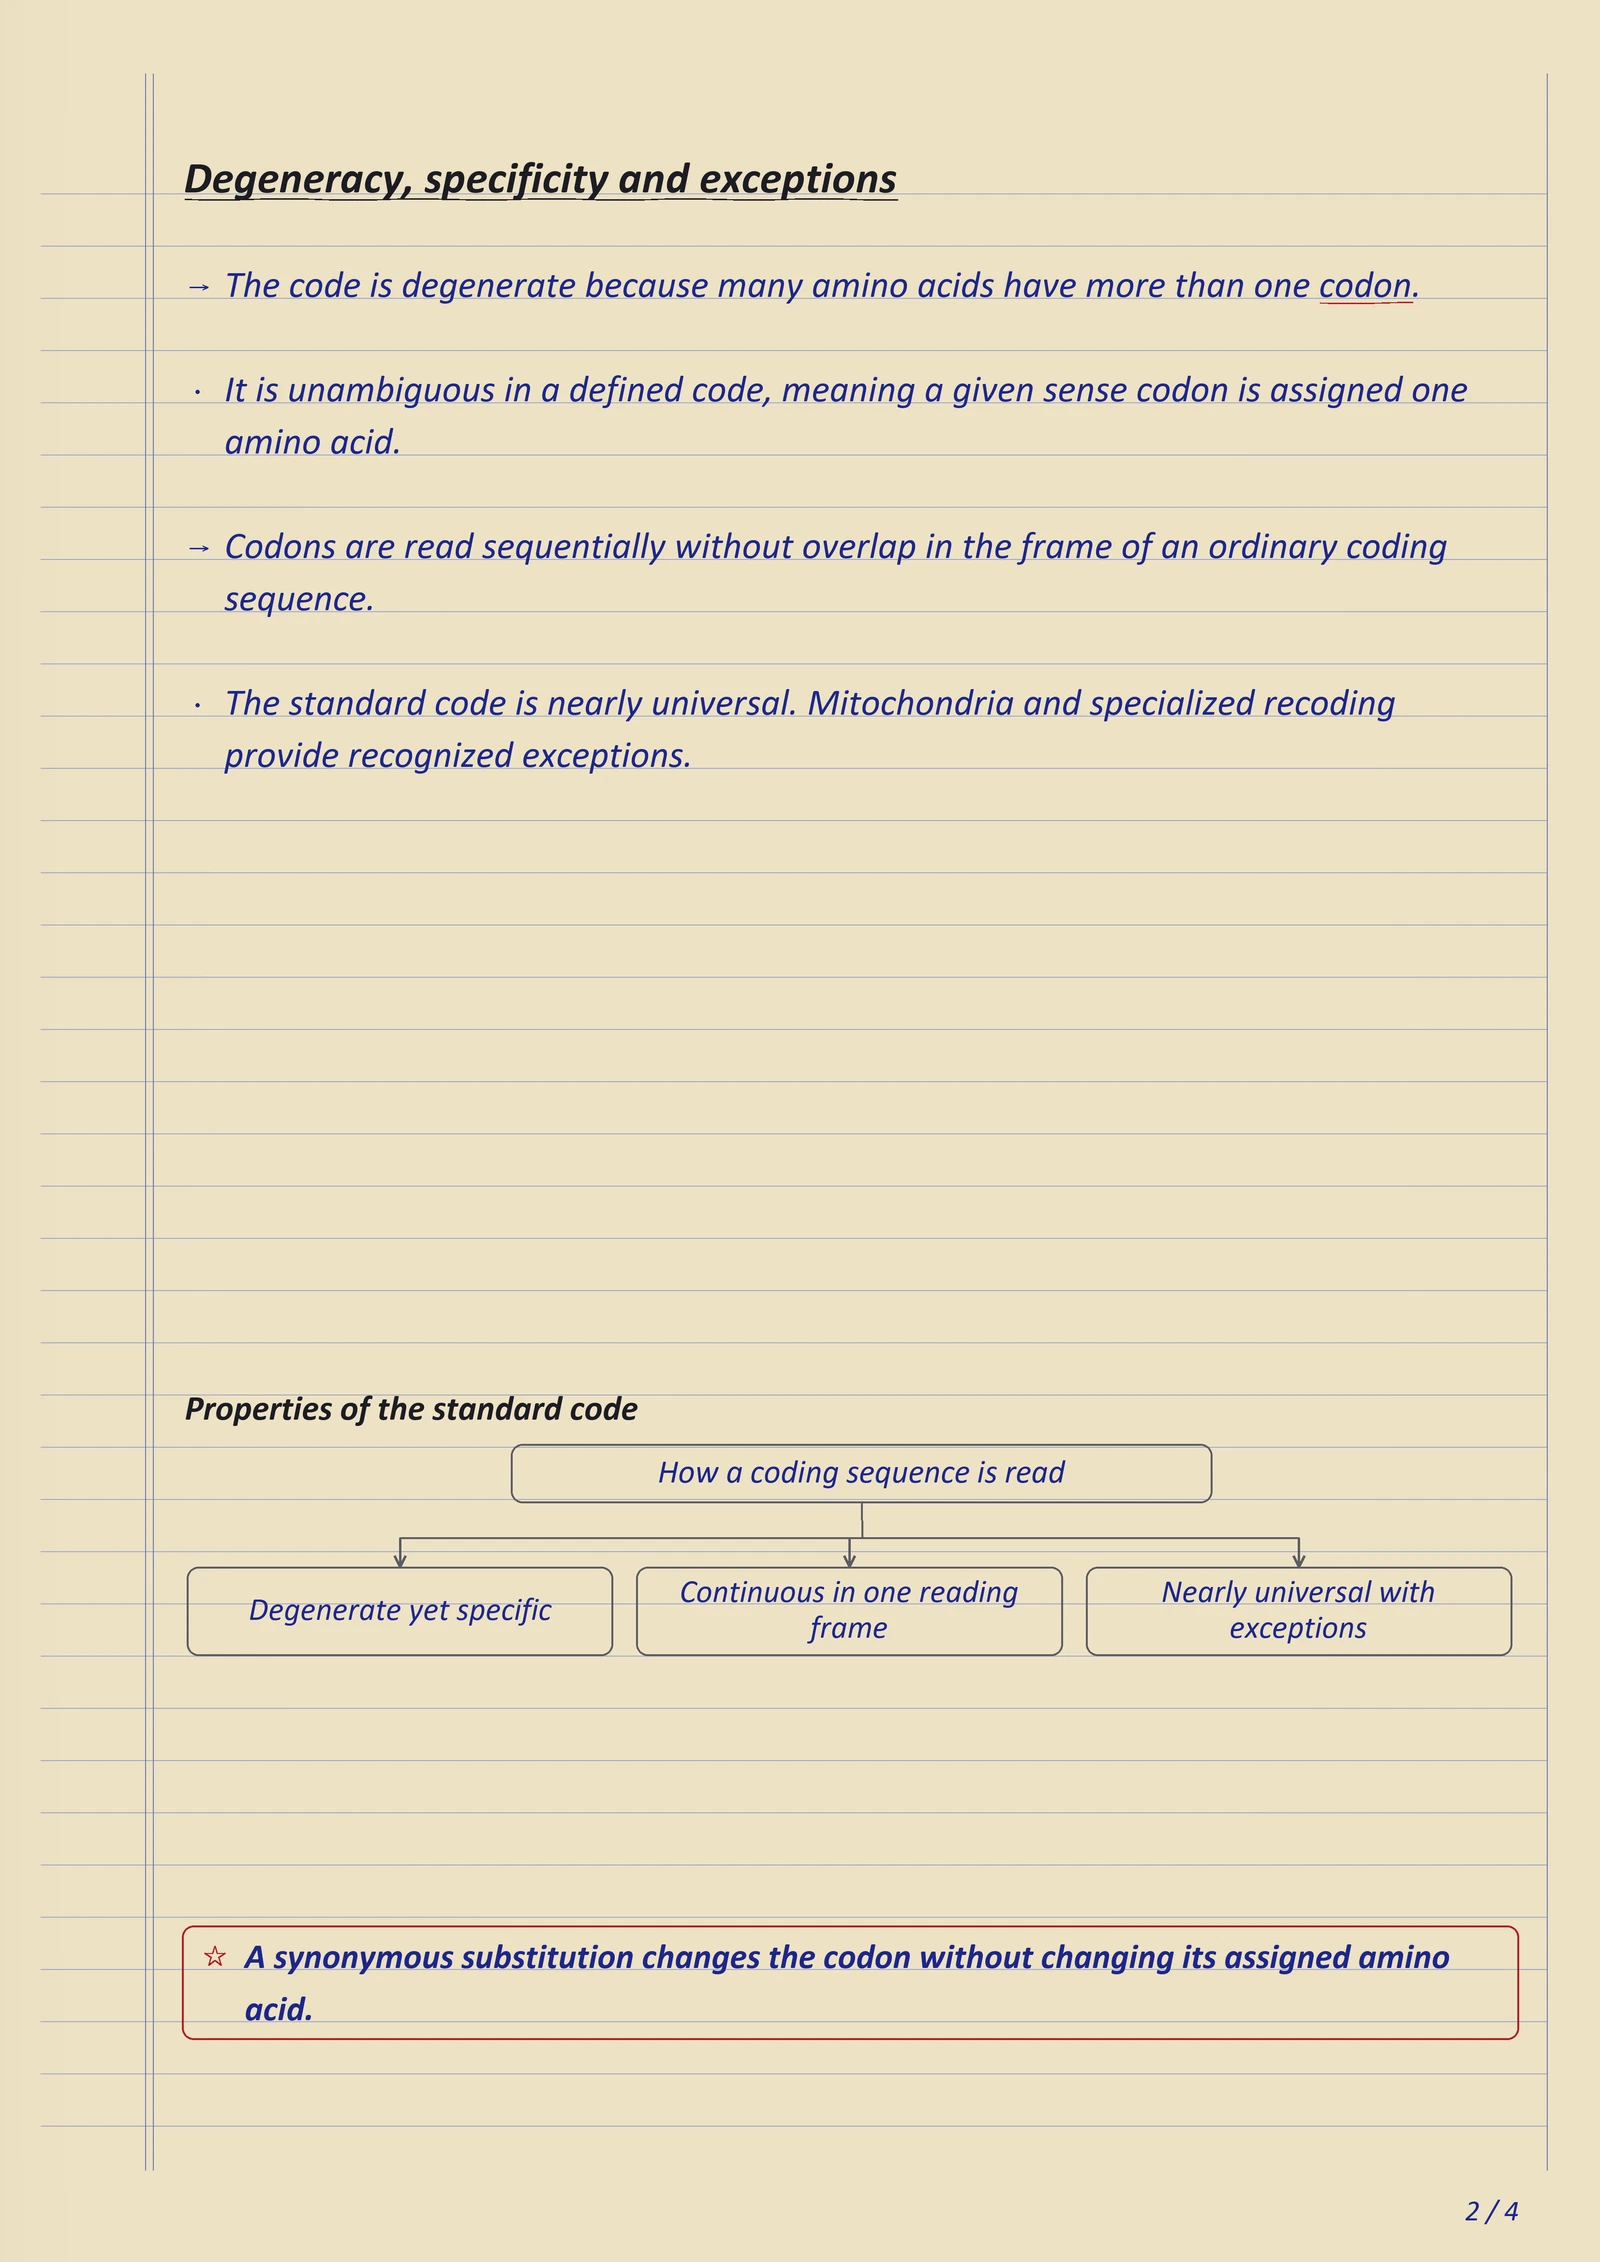 Degeneracy, specificity and exceptions
→ The code is degenerate because many amino acids have more than one codon.
· It is unambiguous in a defined code, meaning a given sense codon is assigned one
amino acid.
→ Codons are read sequentially without overlap in the frame of an ordinary coding
sequence.
· The standard code is nearly universal. Mitochondria and specialized recoding
provide recognized exceptions.
Properties of the standard code
How a coding sequence is read
Degenerate yet specific
Continuous in one reading
frame
Nearly universal with
exceptions
☆ A synonymous substitution changes the codon without changing its assigned amino
acid.
2 / 4